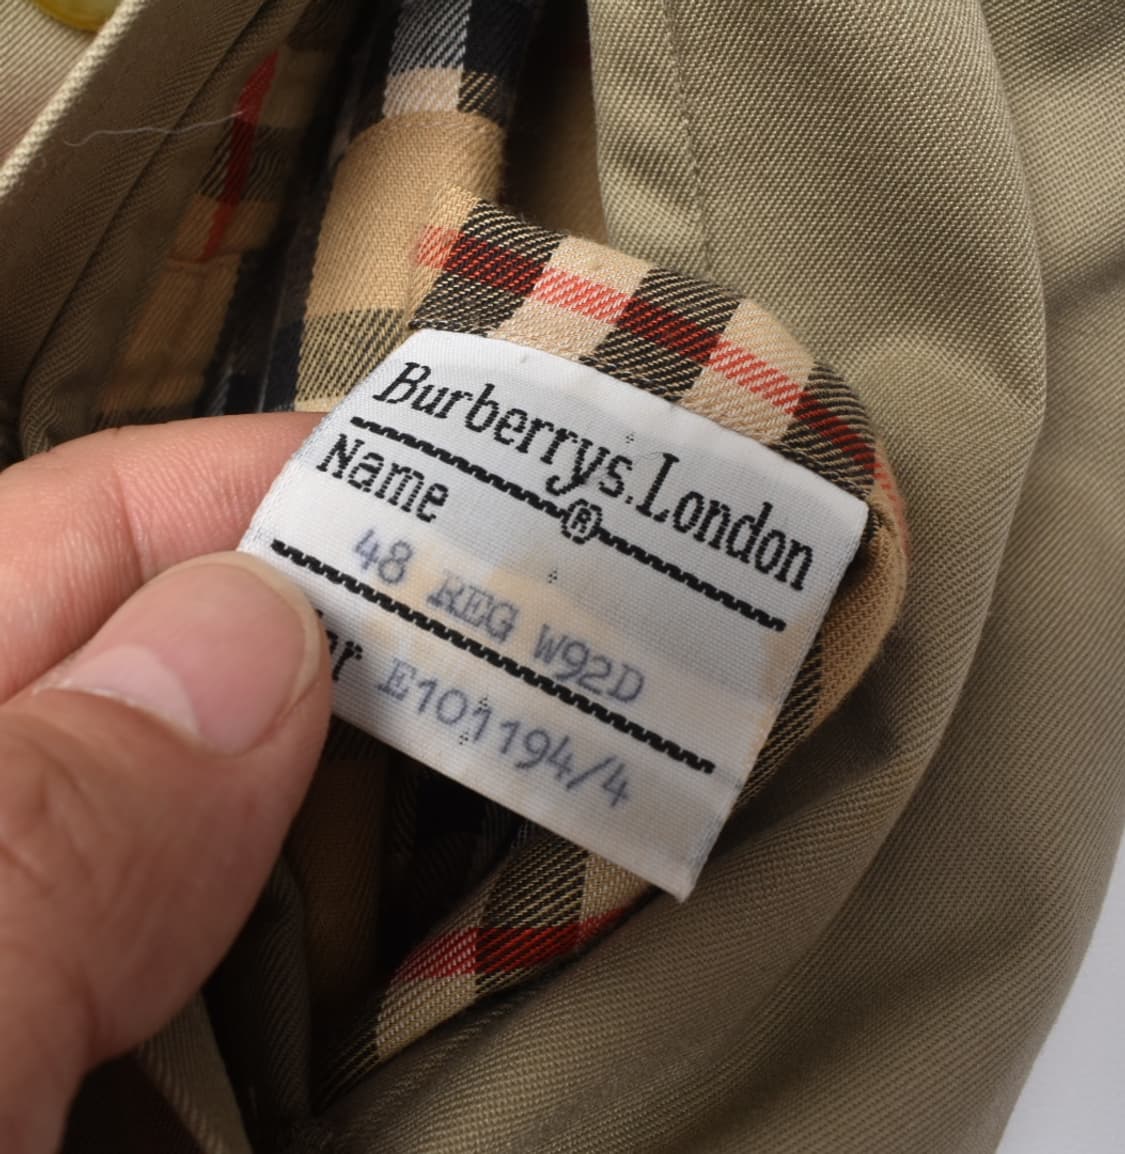 Burberrys. London
®
Name
48 REG W92D
E101194/4